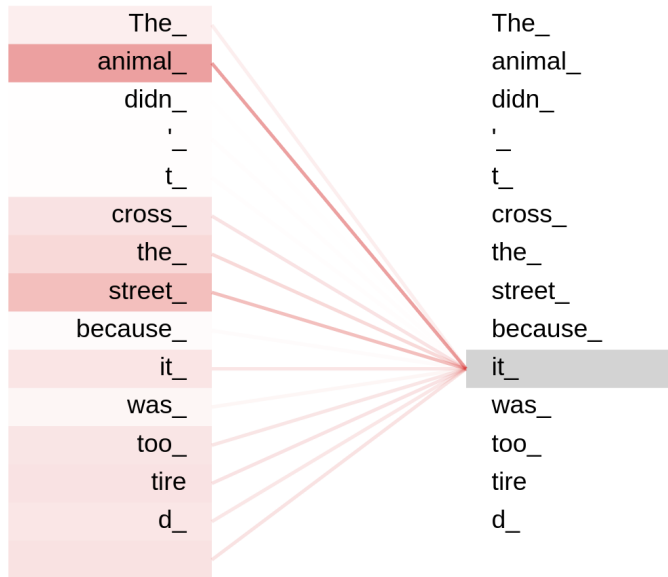 The_
animal_
didn_
'_
t_
cross_
the_
street_
because_
it_
was_
too_
tire
d_
The_
animal_
didn_
'_
t_
cross_
the_
street_
because_
it_
was_
too_
tire
d_